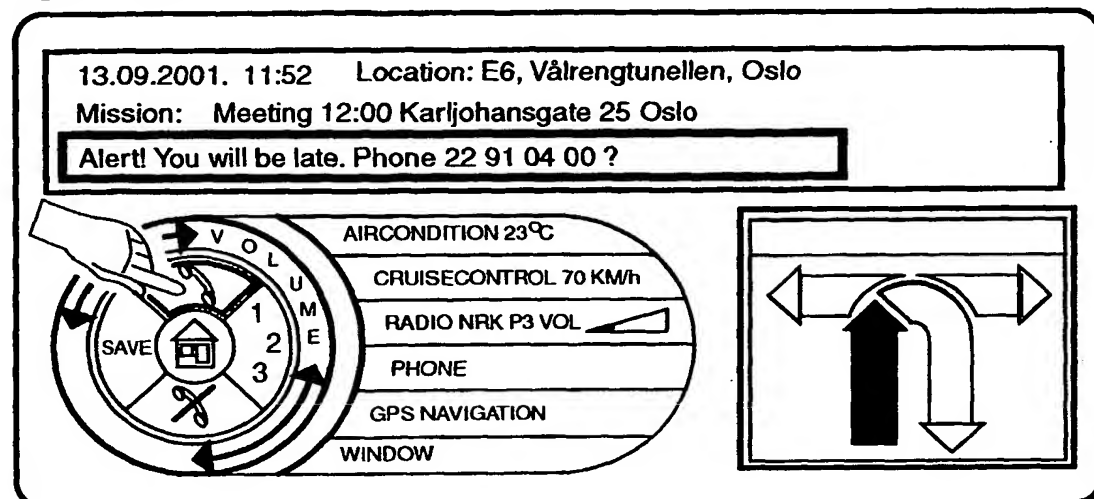 13.09.2001. 11:52 Location: E6, Vålrengtunellen, Oslo
Mission: Meeting 12:00 Karljohansgate 25 Oslo
Alert! You will be late. Phone 22 91 04 00 ?
VOLUME
1
2
3
SAVE
AIRCONDITION 23°C
CRUISECONTROL 70 KM/h
RADIO NRK P3 VOL
PHONE
GPS NAVIGATION
WINDOW